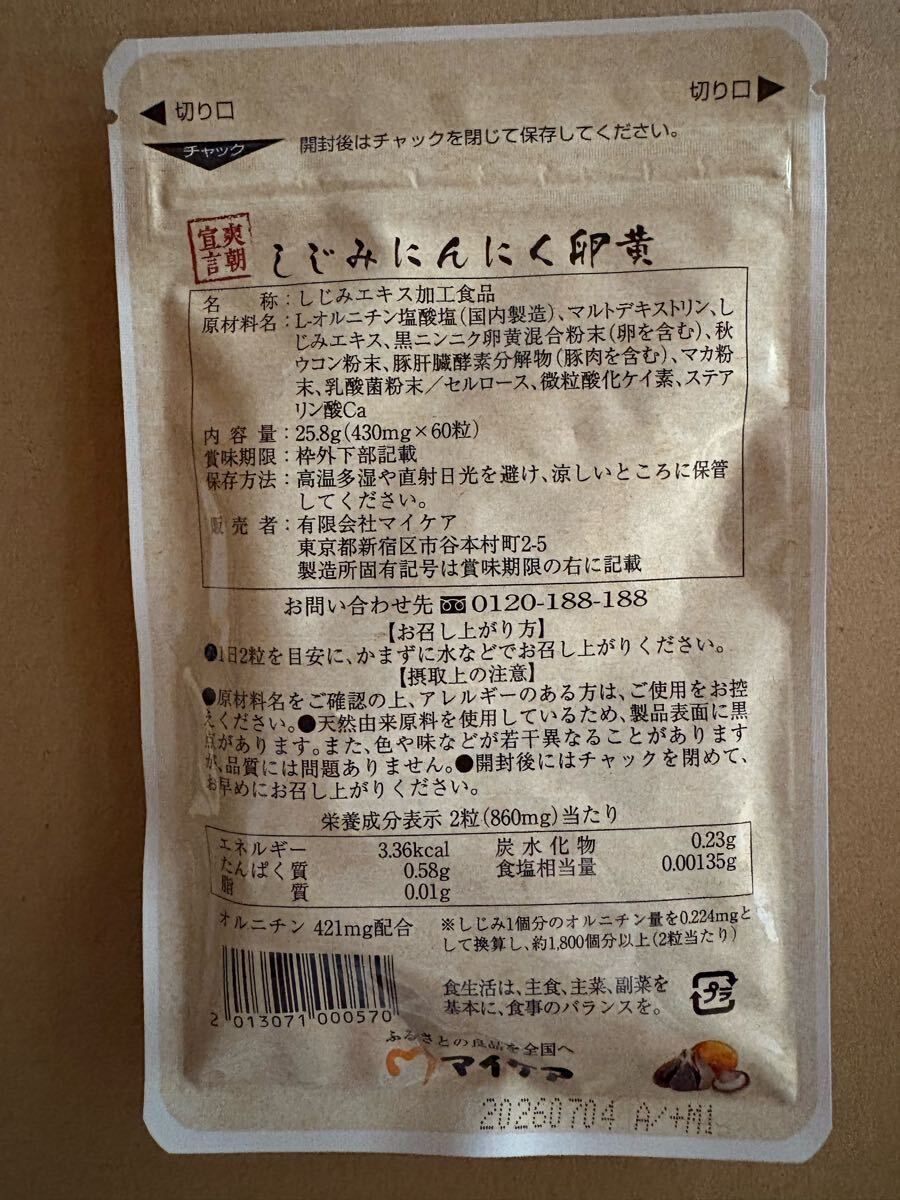 切り口
切り口
チャック
開封後はチャックを閉じて保存してください。
爽朝宣言
しじみにんにく卵黄
名 称：しじみエキス加工食品
原材料名：L-オルニチン塩酸塩（国内製造）、マルトデキストリン、し
じみエキス、黒ニンニク卵黄混合粉末（卵を含む）、秋
ウコン粉末、豚肝臓酵素分解物（豚肉を含む）、マカ粉
末、乳酸菌粉末／セルロース、微粒酸化ケイ素、ステア
リン酸Ca
内容量：25.8g(430mg×60粒)
賞味期限：枠外下部記載
保存方法：高温多湿や直射日光を避け、涼しいところに保管
してください。
販売者：有限会社マイケア
東京都新宿区市谷本村町2-5
製造所固有記号は賞味期限の右に記載
お問い合わせ先 0120-188-188
【お召し上がり方】
●1日2粒を目安に、かまずに水などでお召し上がりください。
【摂取上の注意】
●原材料名をご確認の上、アレルギーのある方は、ご使用をお控
えください。●天然由来原料を使用しているため、製品表面に黒
点があります。また、色や味などが若干異なることがあります
が、品質には問題ありません。●開封後にはチャックを閉めて、
お早めにお召し上がりください。
栄養成分表示 2粒(860mg)当たり
エネルギー 3.36kcal 炭水化物 0.23g
たんぱく質 0.58g 食塩相当量 0.00135g
脂質 0.01g
オルニチン 421mg配合
※しじみ1個分のオルニチン量を0.224mgと
して換算し、約1,800個分以上(2粒当たり)
2 013071 000570
食生活は、主食、主菜、副菜を
基本に、食事のバランスを。
プラ
ふるさとの良品を全国へ
マイケア
20260704 A/+M1